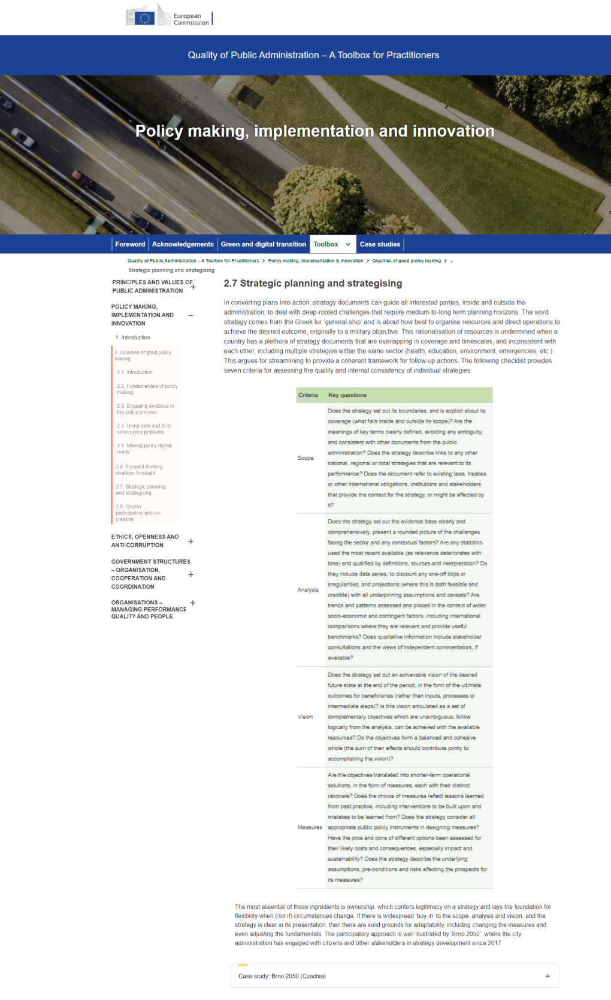 European
Commission
Quality of Public Administration – A Toolbox for Practitioners
Policy making, implementation and innovation
Foreword
Acknowledgements
Green and digital transition
Toolbox
Case studies
Quality of Public Administration – A Toolbox for Practitioners > Policy making, implementation & innovation > Qualities of good policy making >
Strategic planning and strategising
PRINCIPLES AND VALUES OF
PUBLIC ADMINISTRATION
POLICY MAKING,
IMPLEMENTATION AND
INNOVATION
1. Introduction
2. Qualities of good policy
making
2.1. Introduction
2.2. Fundamentals of policy
making
2.3. Engaging evidence in
the policy process
2.4. Using data and AI to
solve policy problems
2.5. Making policy digital-
ready
2.6. Forward thinking:
strategic foresight
2.7. Strategic planning
and strategising
2.8. Citizen
participation and co-
creation
ETHICS, OPENNESS AND
ANTI-CORRUPTION
GOVERNMENT STRUCTURES
– ORGANISATION,
COOPERATION AND
COORDINATION
ORGANISATIONS –
MANAGING PERFORMANCE
QUALITY AND PEOPLE
2.7 Strategic planning and strategising
In converting plans into action, strategy documents can guide all interested parties, inside and outside the
administration, to deal with deep-rooted challenges that require medium-to-long term planning horizons. The word
strategy comes from the Greek for 'general-ship' and is about how best to organise resources and direct operations to
achieve the desired outcome, originally to a military objective. This rationalisation of resources is undermined when a
country has a plethora of strategy documents that are overlapping in coverage and timescales, and inconsistent with
each other, including multiple strategies within the same sector (health, education, environment, emergencies, etc.).
This argues for streamlining to provide a coherent framework for follow-up actions. The following checklist provides
seven criteria for assessing the quality and internal consistency of individual strategies.
Criteria
Key questions
Scope
Does the strategy set out its boundaries, and is explicit about its
coverage (what falls inside and outside its scope)? Are the
meanings of key terms clearly defined, avoiding any ambiguity,
and consistent with other documents from the public
administration? Does the strategy describe links to any other
national, regional or local strategies that are relevant to its
performance? Does the document refer to existing laws, treaties
or other international obligations, institutions and stakeholders
that provide the context for the strategy, or might be affected by
it?
Analysis
Does the strategy set out the evidence base clearly and
comprehensively, present a rounded picture of the challenges
facing the sector and any contextual factors? Are any statistics
used the most recent available (as relevance deteriorates with
time) and qualified by definitions, sources and interpretation? Do
they include data series, to discount any one-off blips or
irregularities, and projections (where this is both feasible and
credible) with all underpinning assumptions and caveats? Are
trends and patterns assessed and placed in the context of wider
socio-economic and contingent factors, including international
comparisons where they are relevant and provide useful
benchmarks? Does qualitative information include stakeholder
consultations and the views of independent commentators, if
available?
Vision
Does the strategy set out an achievable vision of the desired
future state at the end of the period, in the form of the ultimate
outcomes for beneficiaries (rather than inputs, processes or
intermediate steps)? Is this vision articulated as a set of
complementary objectives which are unambiguous, follow
logically from the analysis, can be achieved with the available
resources? Do the objectives form a balanced and cohesive
whole (the sum of their effects should contribute jointly to
accomplishing the vision)?
Measures
Are the objectives translated into shorter-term operational
solutions, in the form of measures, each with their distinct
rationale? Does the choice of measures reflect lessons learned
from past practice, including interventions to be built upon and
mistakes to be learned from? Does the strategy consider all
appropriate public policy instruments in designing measures?
Have the pros and cons of different options been assessed for
their likely costs and consequences, especially impact and
sustainability? Does the strategy describe the underlying
assumptions, pre-conditions and risks affecting the prospects for
its measures?
The most essential of these ingredients is ownership, which confers legitimacy on a strategy and lays the foundation for
flexibility when (not if) circumstances change. If there is widespread 'buy-in' to the scope, analysis and vision, and the
strategy is clear in its presentation, then there are solid grounds for adaptability, including changing the measures and
even adjusting the fundamentals. The participatory approach is well illustrated by 'Brno 2050', where the city
administration has engaged with citizens and other stakeholders in strategy development since 2017.
Case study: Brno 2050 (Czechia)